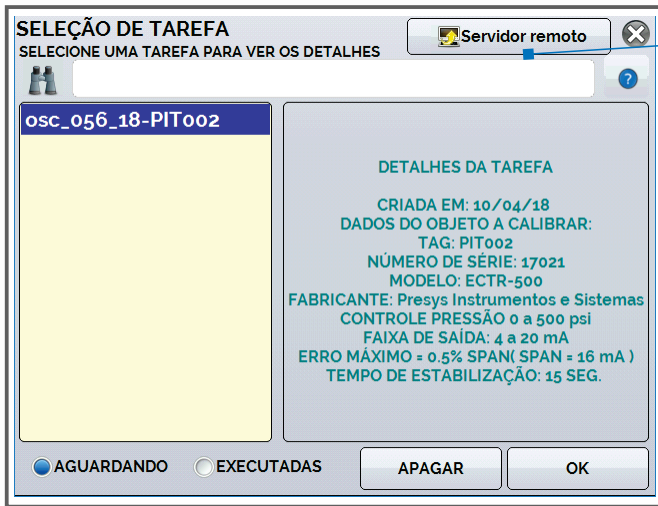 SELEÇÃO DE TAREFA
SELECIONE UMA TAREFA PARA VER OS DETALHES
Servidor remoto
?
osc_056_18-PIT002
DETALHES DA TAREFA
CRIADA EM: 10/04/18
DADOS DO OBJETO A CALIBRAR:
TAG: PIT002
NÚMERO DE SÉRIE: 17021
MODELO: ECTR-500
FABRICANTE: Presys Instrumentos e Sistemas
CONTROLE PRESSÃO 0 a 500 psi
FAIXA DE SAÍDA: 4 a 20 mA
ERRO MÁXIMO = 0.5% SPAN( SPAN = 16 mA )
TEMPO DE ESTABILIZAÇÃO: 15 SEG.
AGUARDANDO
EXECUTADAS
APAGAR
OK